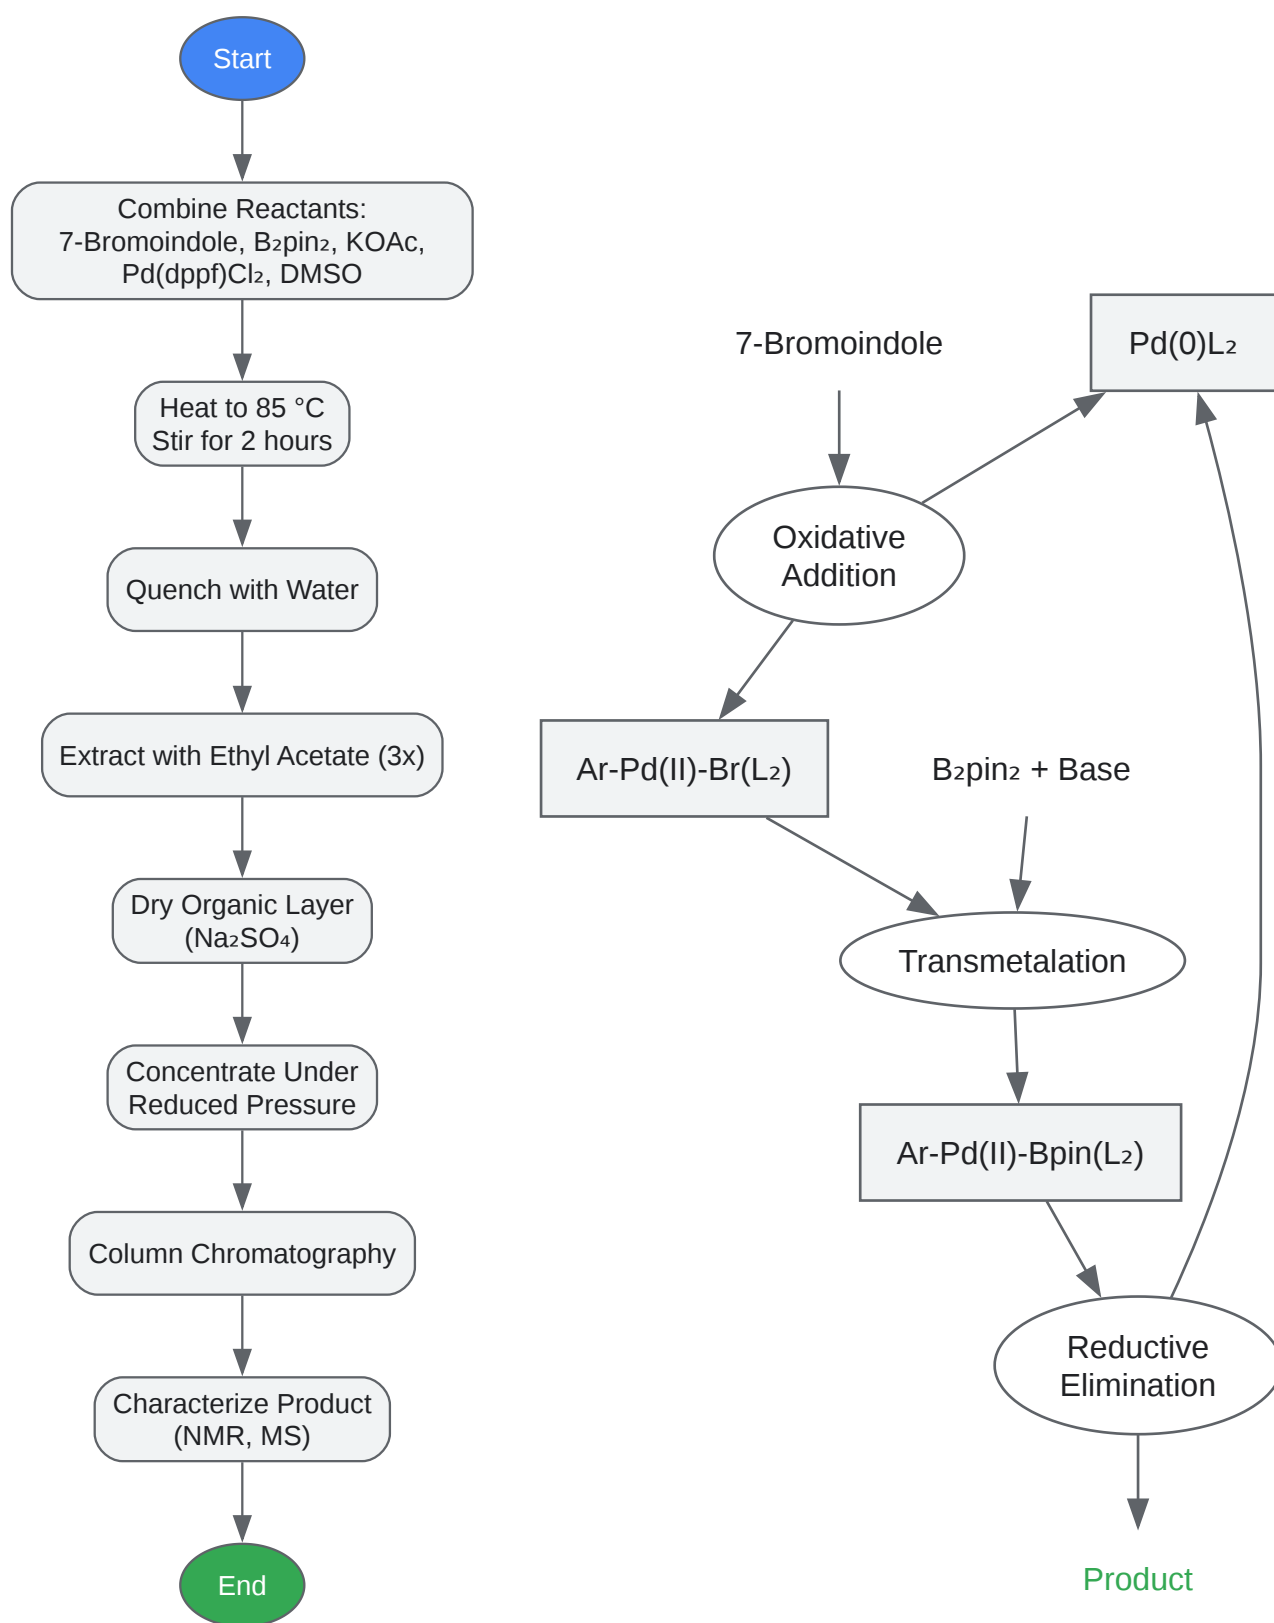 Start
Combine Reactants:
7-Bromoindole, B₂pin₂, KOAc,
Pd(dppf)Cl₂, DMSO
Heat to 85 °C
Stir for 2 hours
Quench with Water
Extract with Ethyl Acetate (3x)
Dry Organic Layer
(Na₂SO₄)
Concentrate Under
Reduced Pressure
Column Chromatography
Characterize Product
(NMR, MS)
End
7-Bromoindole
Pd(0)L₂
Oxidative
Addition
Ar-Pd(II)-Br(L₂)
B₂pin₂ + Base
Transmetalation
Ar-Pd(II)-Bpin(L₂)
Reductive
Elimination
Product